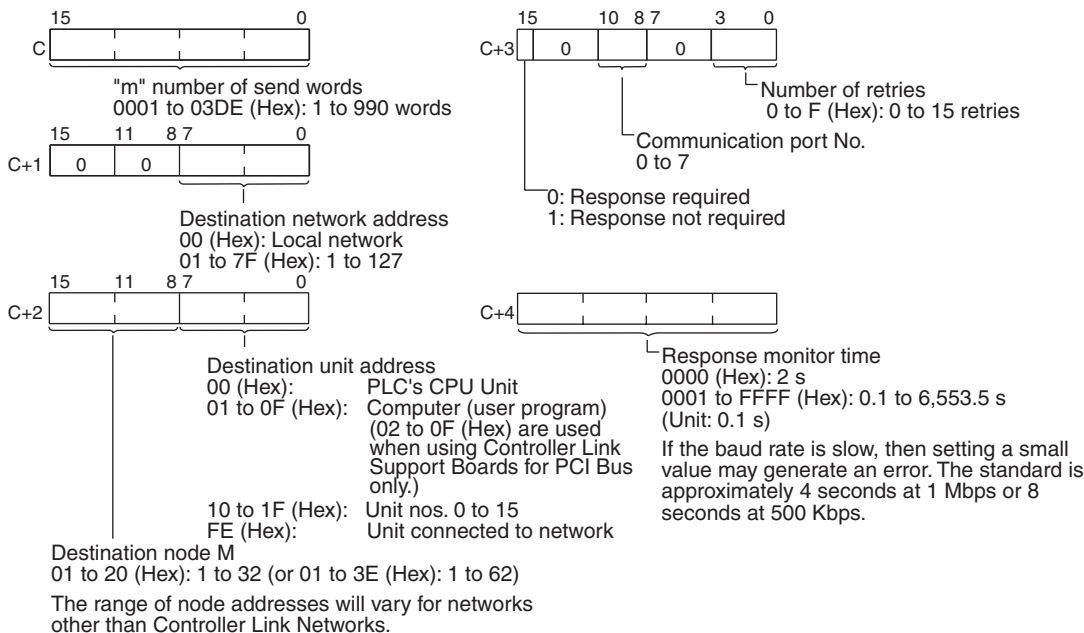 15 0
C
"m" number of send words
0001 to 03DE (Hex): 1 to 990 words
15 11 8 7 0
C+1 0 0
Destination network address
00 (Hex): Local network
01 to 7F (Hex): 1 to 127
15 11 8 7 0
C+2
Destination unit address
00 (Hex): PLC's CPU Unit
01 to 0F (Hex): Computer (user program)
(02 to 0F (Hex) are used
when using Controller Link
Support Boards for PCI Bus
only.)
10 to 1F (Hex): Unit nos. 0 to 15
FE (Hex): Unit connected to network
Destination node M
01 to 20 (Hex): 1 to 32 (or 01 to 3E (Hex): 1 to 62)
The range of node addresses will vary for networks
other than Controller Link Networks.
15 10 8 7 3 0
C+3 0 0
Number of retries
0 to F (Hex): 0 to 15 retries
Communication port No.
0 to 7
0: Response required
1: Response not required
C+4
Response monitor time
0000 (Hex): 2 s
0001 to FFFF (Hex): 0.1 to 6,553.5 s
(Unit: 0.1 s)
If the baud rate is slow, then setting a small
value may generate an error. The standard is
approximately 4 seconds at 1 Mbps or 8
seconds at 500 Kbps.